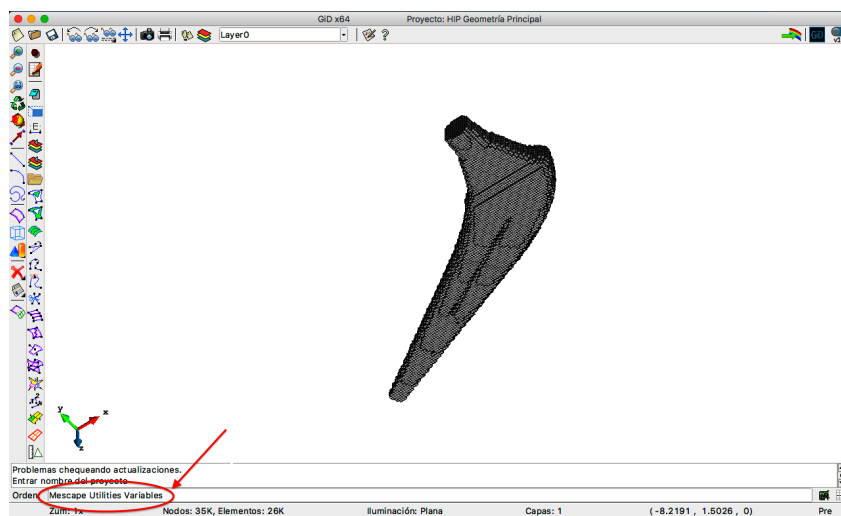 GiD x64 Proyecto: HIP Geometría Principal
Layer0
E
y
x
z
Problemas chequeando actualizaciones.
Entrar nombre del proyecto
Orden: Mescape Utilities Variables
Zum: 1x Nodos: 35K, Elementos: 26K Iluminación: Plana Capas: 1 (-8.2191 , 1.5026 , 0) Pre